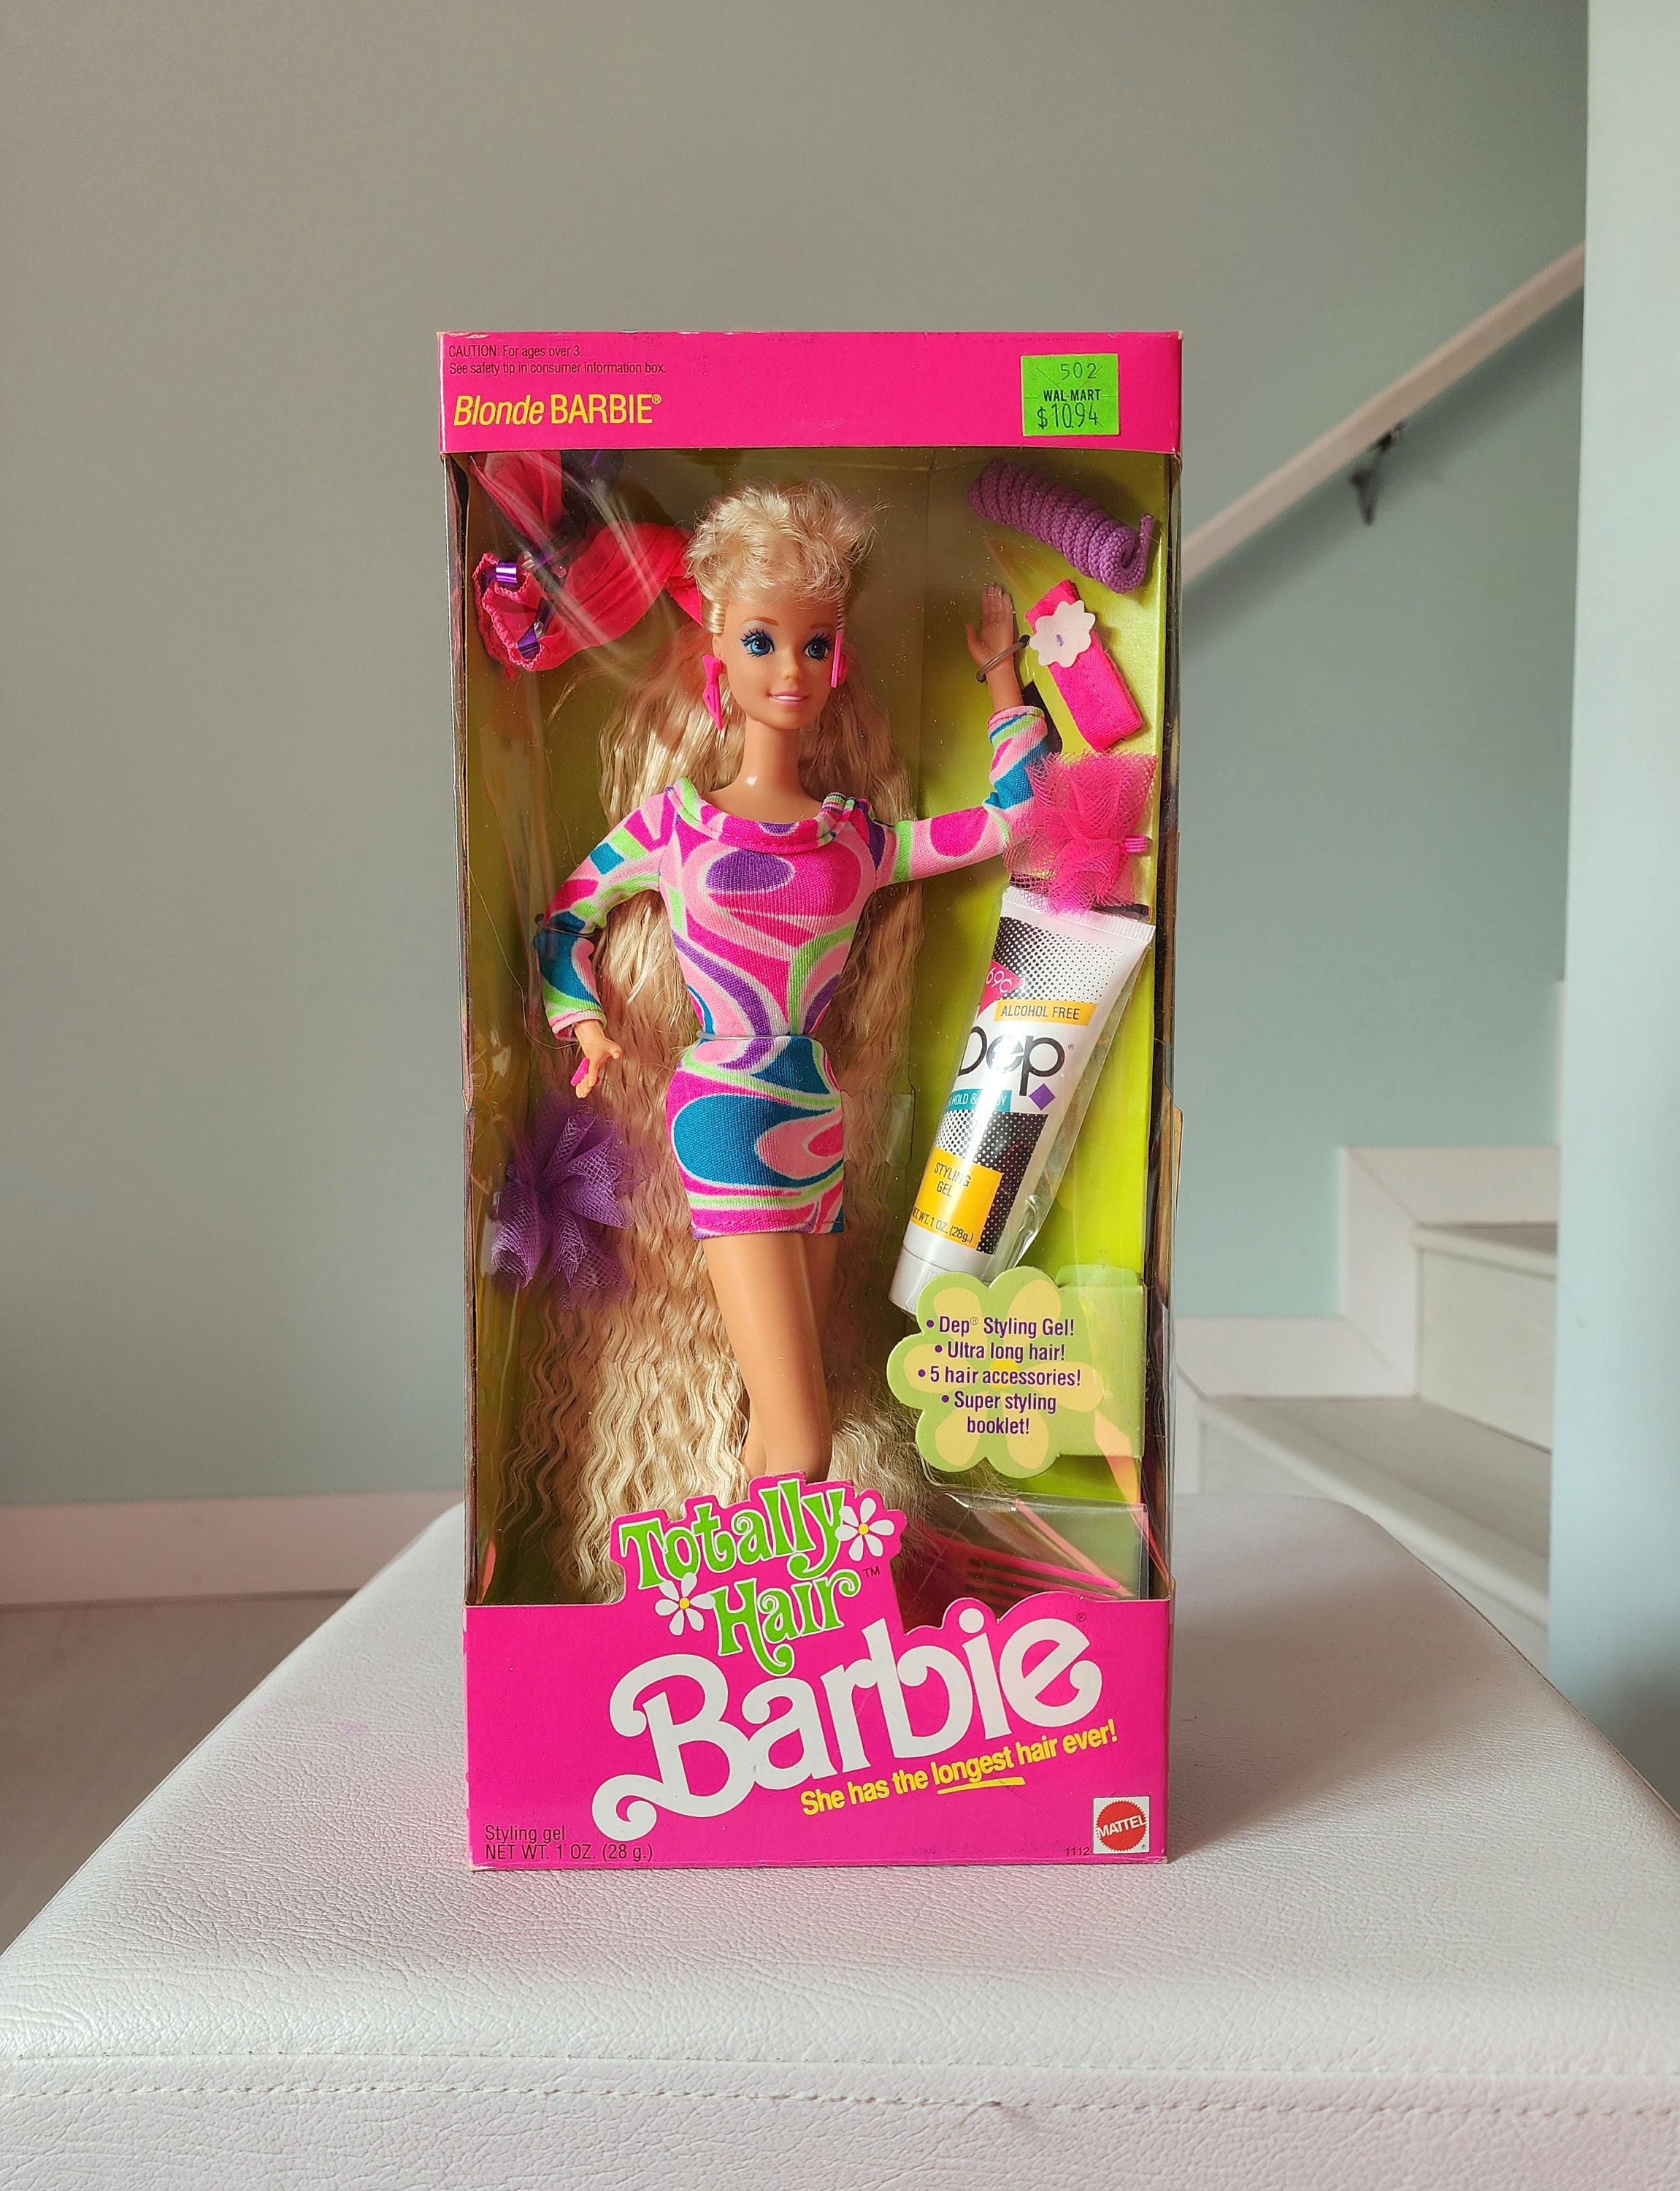 CAUTION: For ages over 3.
See safety tip in consumer information box.
Blonde BARBIE®
502
WAL-MART
$10.94
69¢
ALCOHOL FREE
Dep®
HOLD &
STYLING
GEL
NET WT. 1 OZ. (28g.)
• Dep® Styling Gel!
• Ultra long hair!
• 5 hair accessories!
• Super styling
booklet!
Totally
Hair™
Barbie®
She has the longest hair ever!
Styling gel
NET WT. 1 OZ. (28 g.)
1112
MATTEL